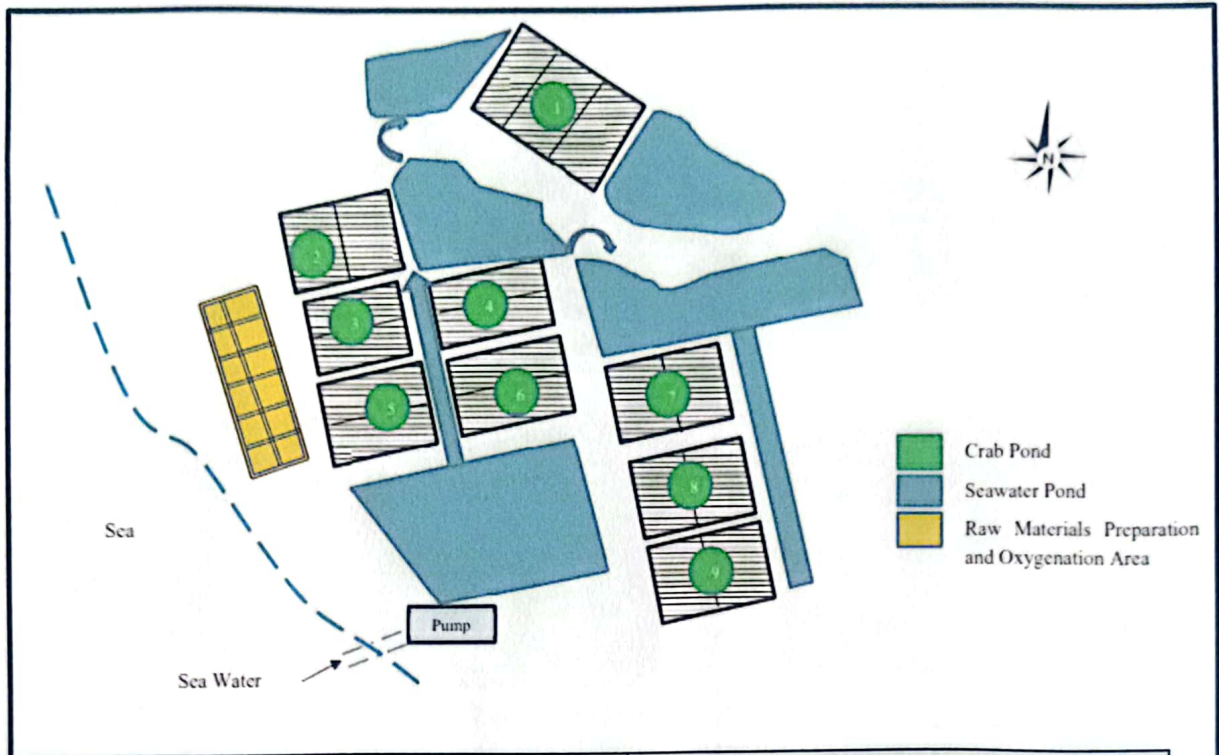 1
N
2
3
4
5
6
7
8
9
Crab Pond
Seawater Pond
Raw Materials Preparation
and Oxygenation Area
Sea
Pump
Sea Water